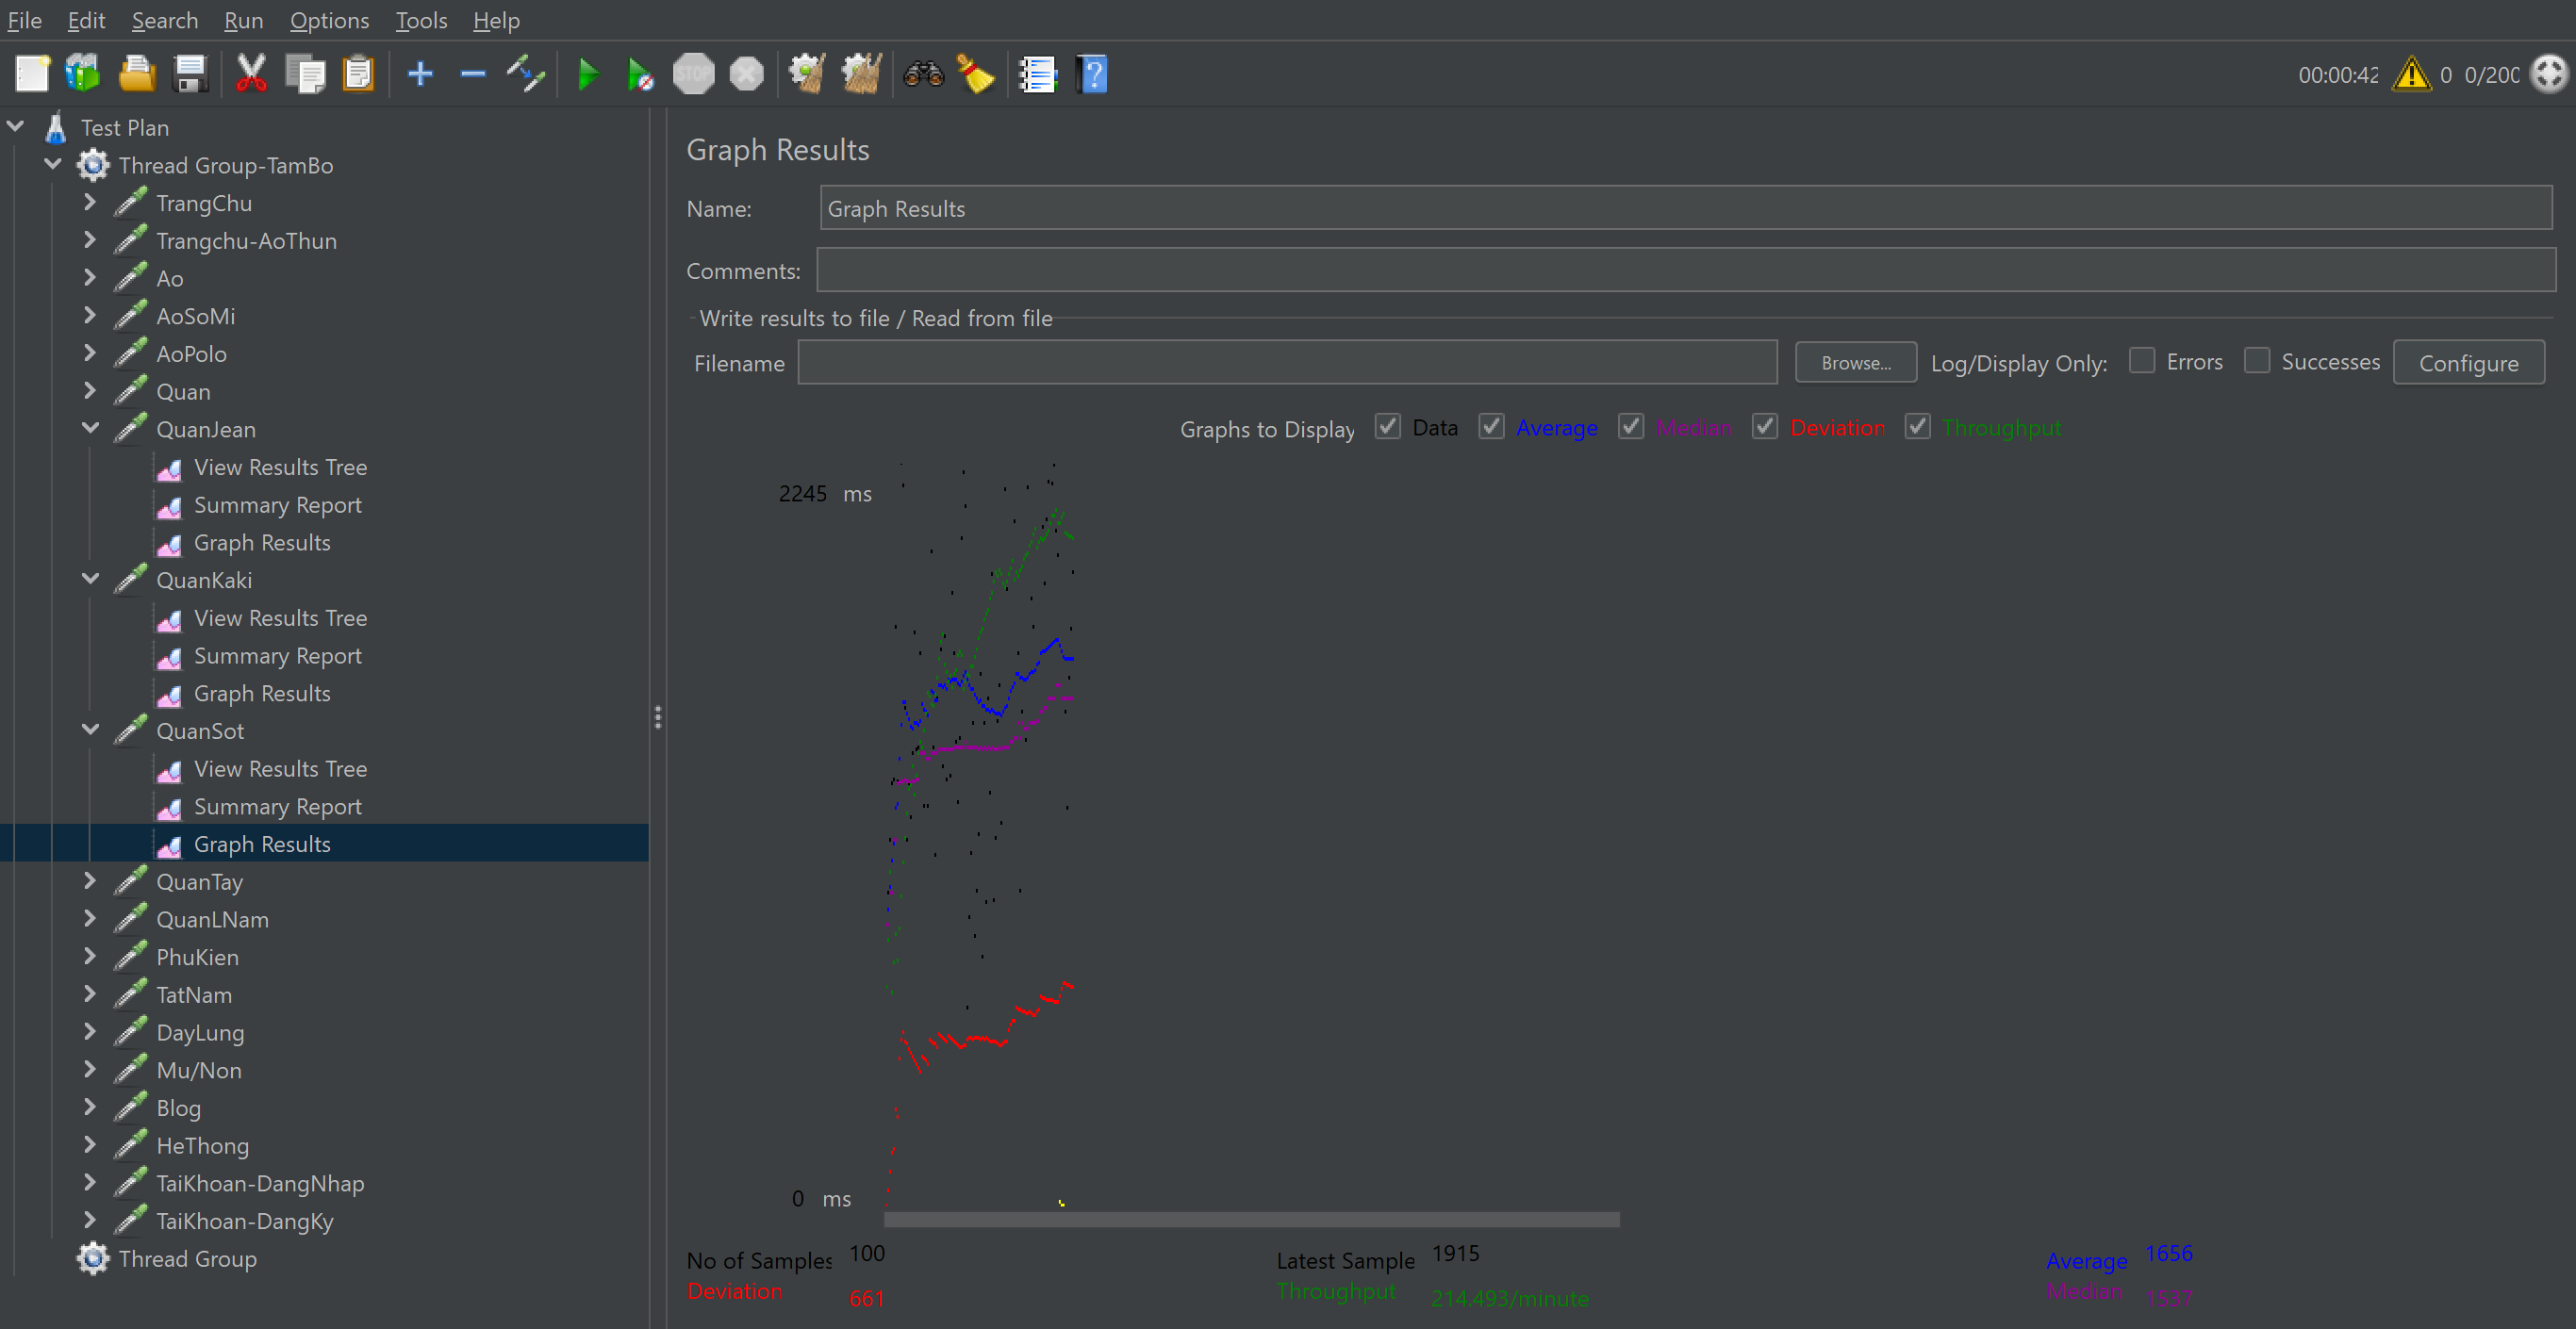 File Edit Search Run Options Tools Help
STOP
00:00:42 0 0/200
Test Plan
Thread Group-TamBo
TrangChu
Trangchu-AoThun
Ao
AoSoMi
AoPolo
Quan
QuanJean
View Results Tree
Summary Report
Graph Results
QuanKaki
View Results Tree
Summary Report
Graph Results
QuanSot
View Results Tree
Summary Report
Graph Results
QuanTay
QuanLNam
PhuKien
TatNam
DayLung
Mu/Non
Blog
HeThong
TaiKhoan-DangNhap
TaiKhoan-DangKy
Thread Group
Graph Results
Name: Graph Results
Comments:
Write results to file / Read from file
Filename Browse... Log/Display Only: Errors Successes Configure
Graphs to Display Data Average Median Deviation Throughput
2245 ms
0 ms
No of Samples 100 Latest Sample 1915 Average 1656
Deviation 661 Throughput 214.493/minute Median 1537